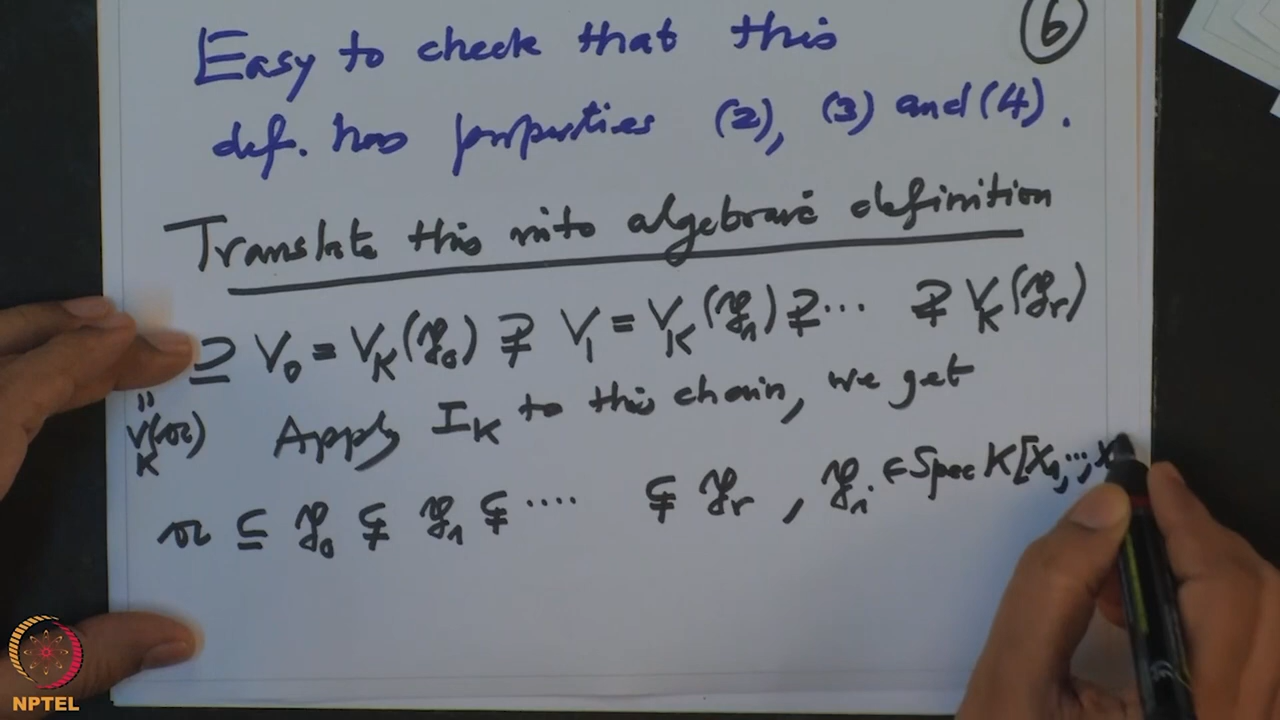 6
Easy to check that this
def. has properties (2), (3) and (4).
Translate this into algebraic definition
⊇ V₀ = V_K(𝔭₀) ⊋ V₁ = V_K(𝔭₁) ⊋ ⋯ ⊋ V_K(𝔭_r)
"
V_K(𝔞) Apply I_K to this chain, we get
𝔞 ⊆ 𝔭₀ ⊊ 𝔭₁ ⊊ ⋯⋅ ⊊ 𝔭_r , 𝔭ᵢ ∈ Spec K[X₁,⋯,X
NPTEL